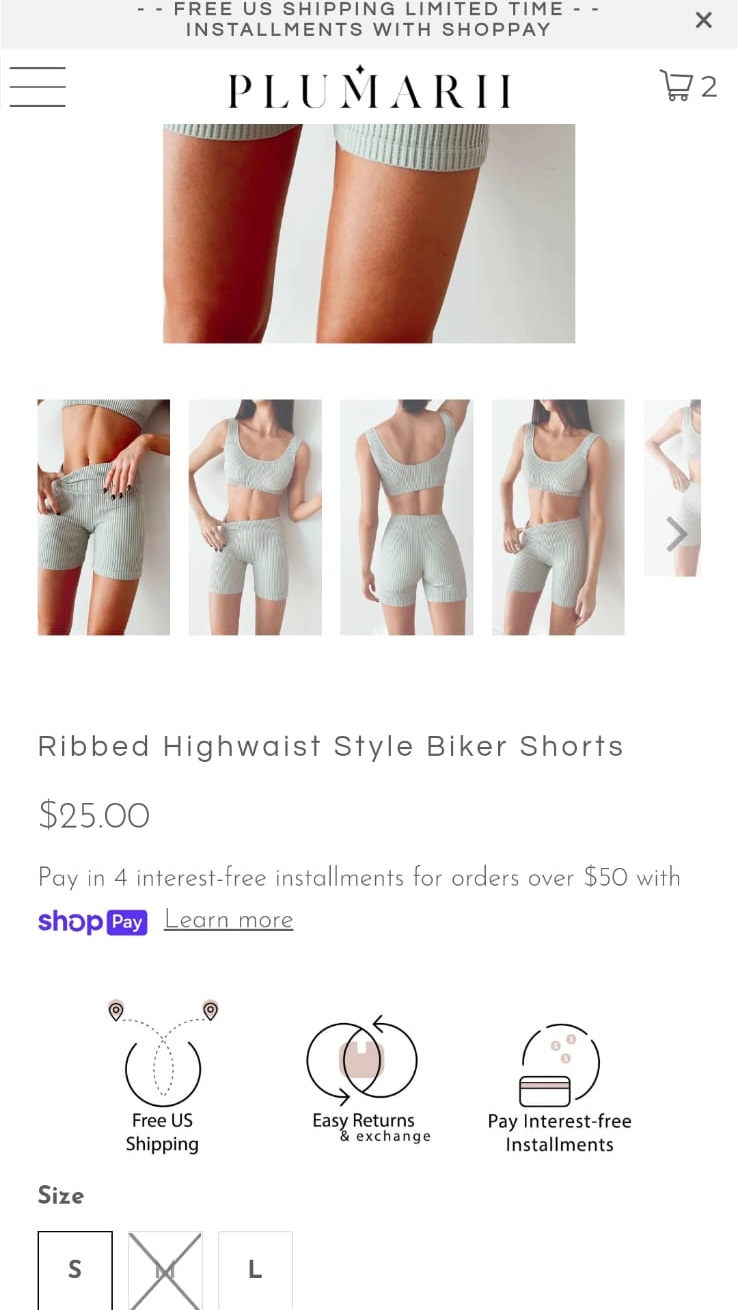 - - FREE US SHIPPING LIMITED TIME - -
INSTALLMENTS WITH SHOPPAY
PLUMARII
2
Ribbed Highwaist Style Biker Shorts
$25.00
Pay in 4 interest-free installments for orders over $50 with
shop Pay Learn more
Free US
Shipping
Easy Returns
& exchange
Pay Interest-free
Installments
Size
S
M
L